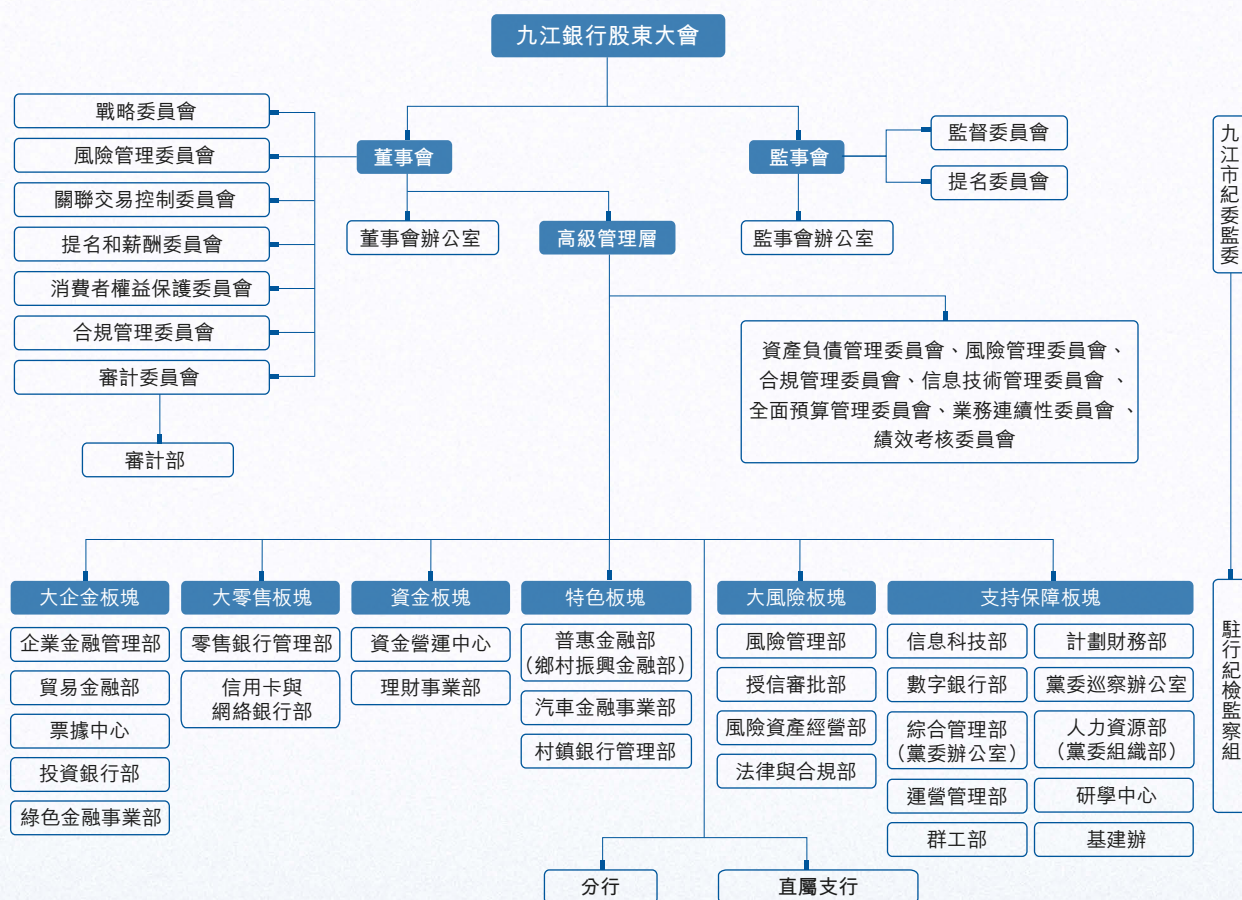 九江銀行股東大會
戰略委員會
風險管理委員會
關聯交易控制委員會
提名和薪酬委員會
消費者權益保護委員會
合規管理委員會
審計委員會
審計部
董事會
董事會辦公室
高級管理層
監事會
監事會辦公室
監督委員會
提名委員會
資產負債管理委員會、風險管理委員會、
合規管理委員會、信息技術管理委員會 、
全面預算管理委員會、業務連續性委員會 、
績效考核委員會
九江市紀委監委
駐行紀檢監察組
大企金板塊
企業金融管理部
貿易金融部
票據中心
投資銀行部
綠色金融事業部
大零售板塊
零售銀行管理部
信用卡與
網絡銀行部
資金板塊
資金營運中心
理財事業部
特色板塊
普惠金融部
（鄉村振興金融部）
汽車金融事業部
村鎮銀行管理部
大風險板塊
風險管理部
授信審批部
風險資產經營部
法律與合規部
支持保障板塊
信息科技部
數字銀行部
綜合管理部
（黨委辦公室）
運營管理部
群工部
計劃財務部
黨委巡察辦公室
人力資源部
（黨委組織部）
研學中心
基建辦
分行
直屬支行